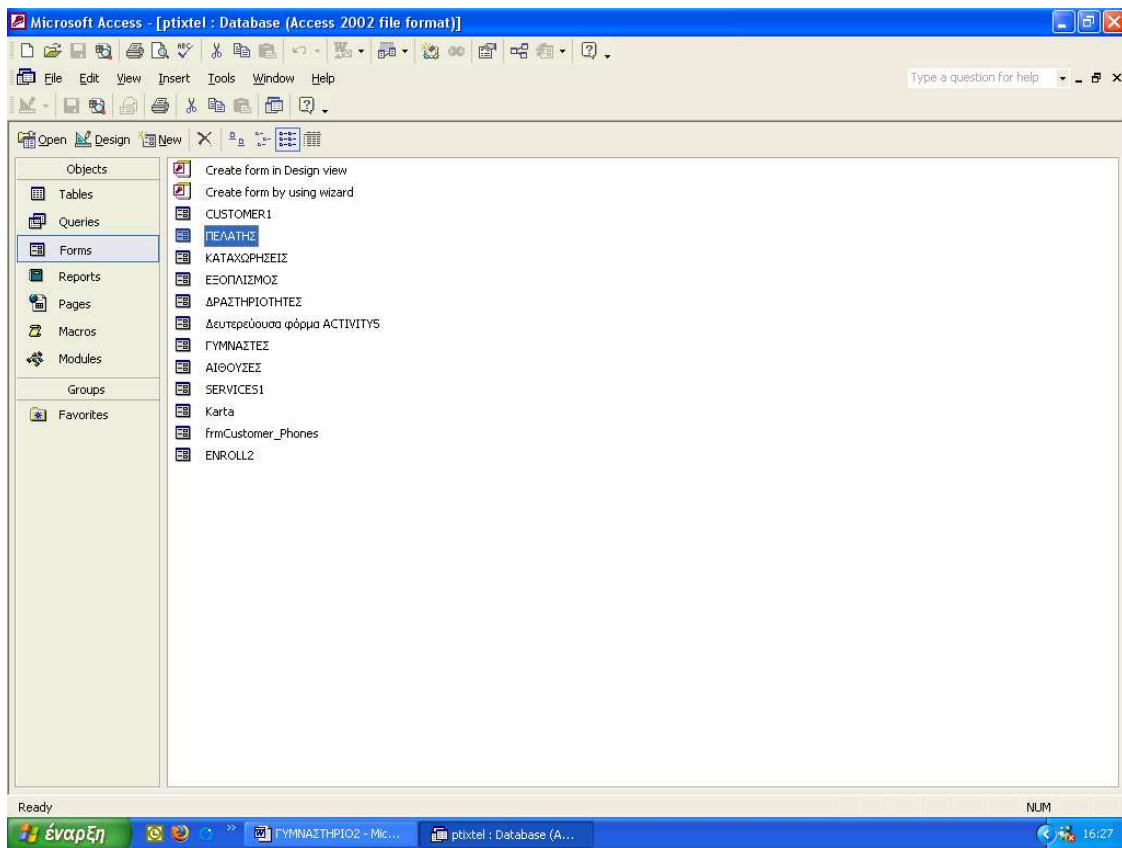 Microsoft Access - [ptixtel : Database (Access 2002 file format)]
File Edit View Insert Tools Window Help
Type a question for help
Open Design New
Objects
Tables
Queries
Forms
Reports
Pages
Macros
Modules
Groups
Favorites
Create form in Design view
Create form by using wizard
CUSTOMER1
ΠΕΛΑΤΗΣ
ΚΑΤΑΧΩΡΗΣΕΙΣ
ΕΞΟΠΛΙΣΜΟΣ
ΔΡΑΣΤΗΡΙΟΤΗΤΕΣ
Δευτερεύουσα φόρμα ACTIVITY5
ΓΥΜΝΑΣΤΕΣ
ΑΙΘΟΥΣΕΣ
SERVICES1
Karta
frmCustomer_Phones
ENROLL2
Ready
NUM
έναρξη
ΓΥΜΝΑΣΤΗΡΙΟ2 - Mic...
ptixtel : Database (A...
16:27